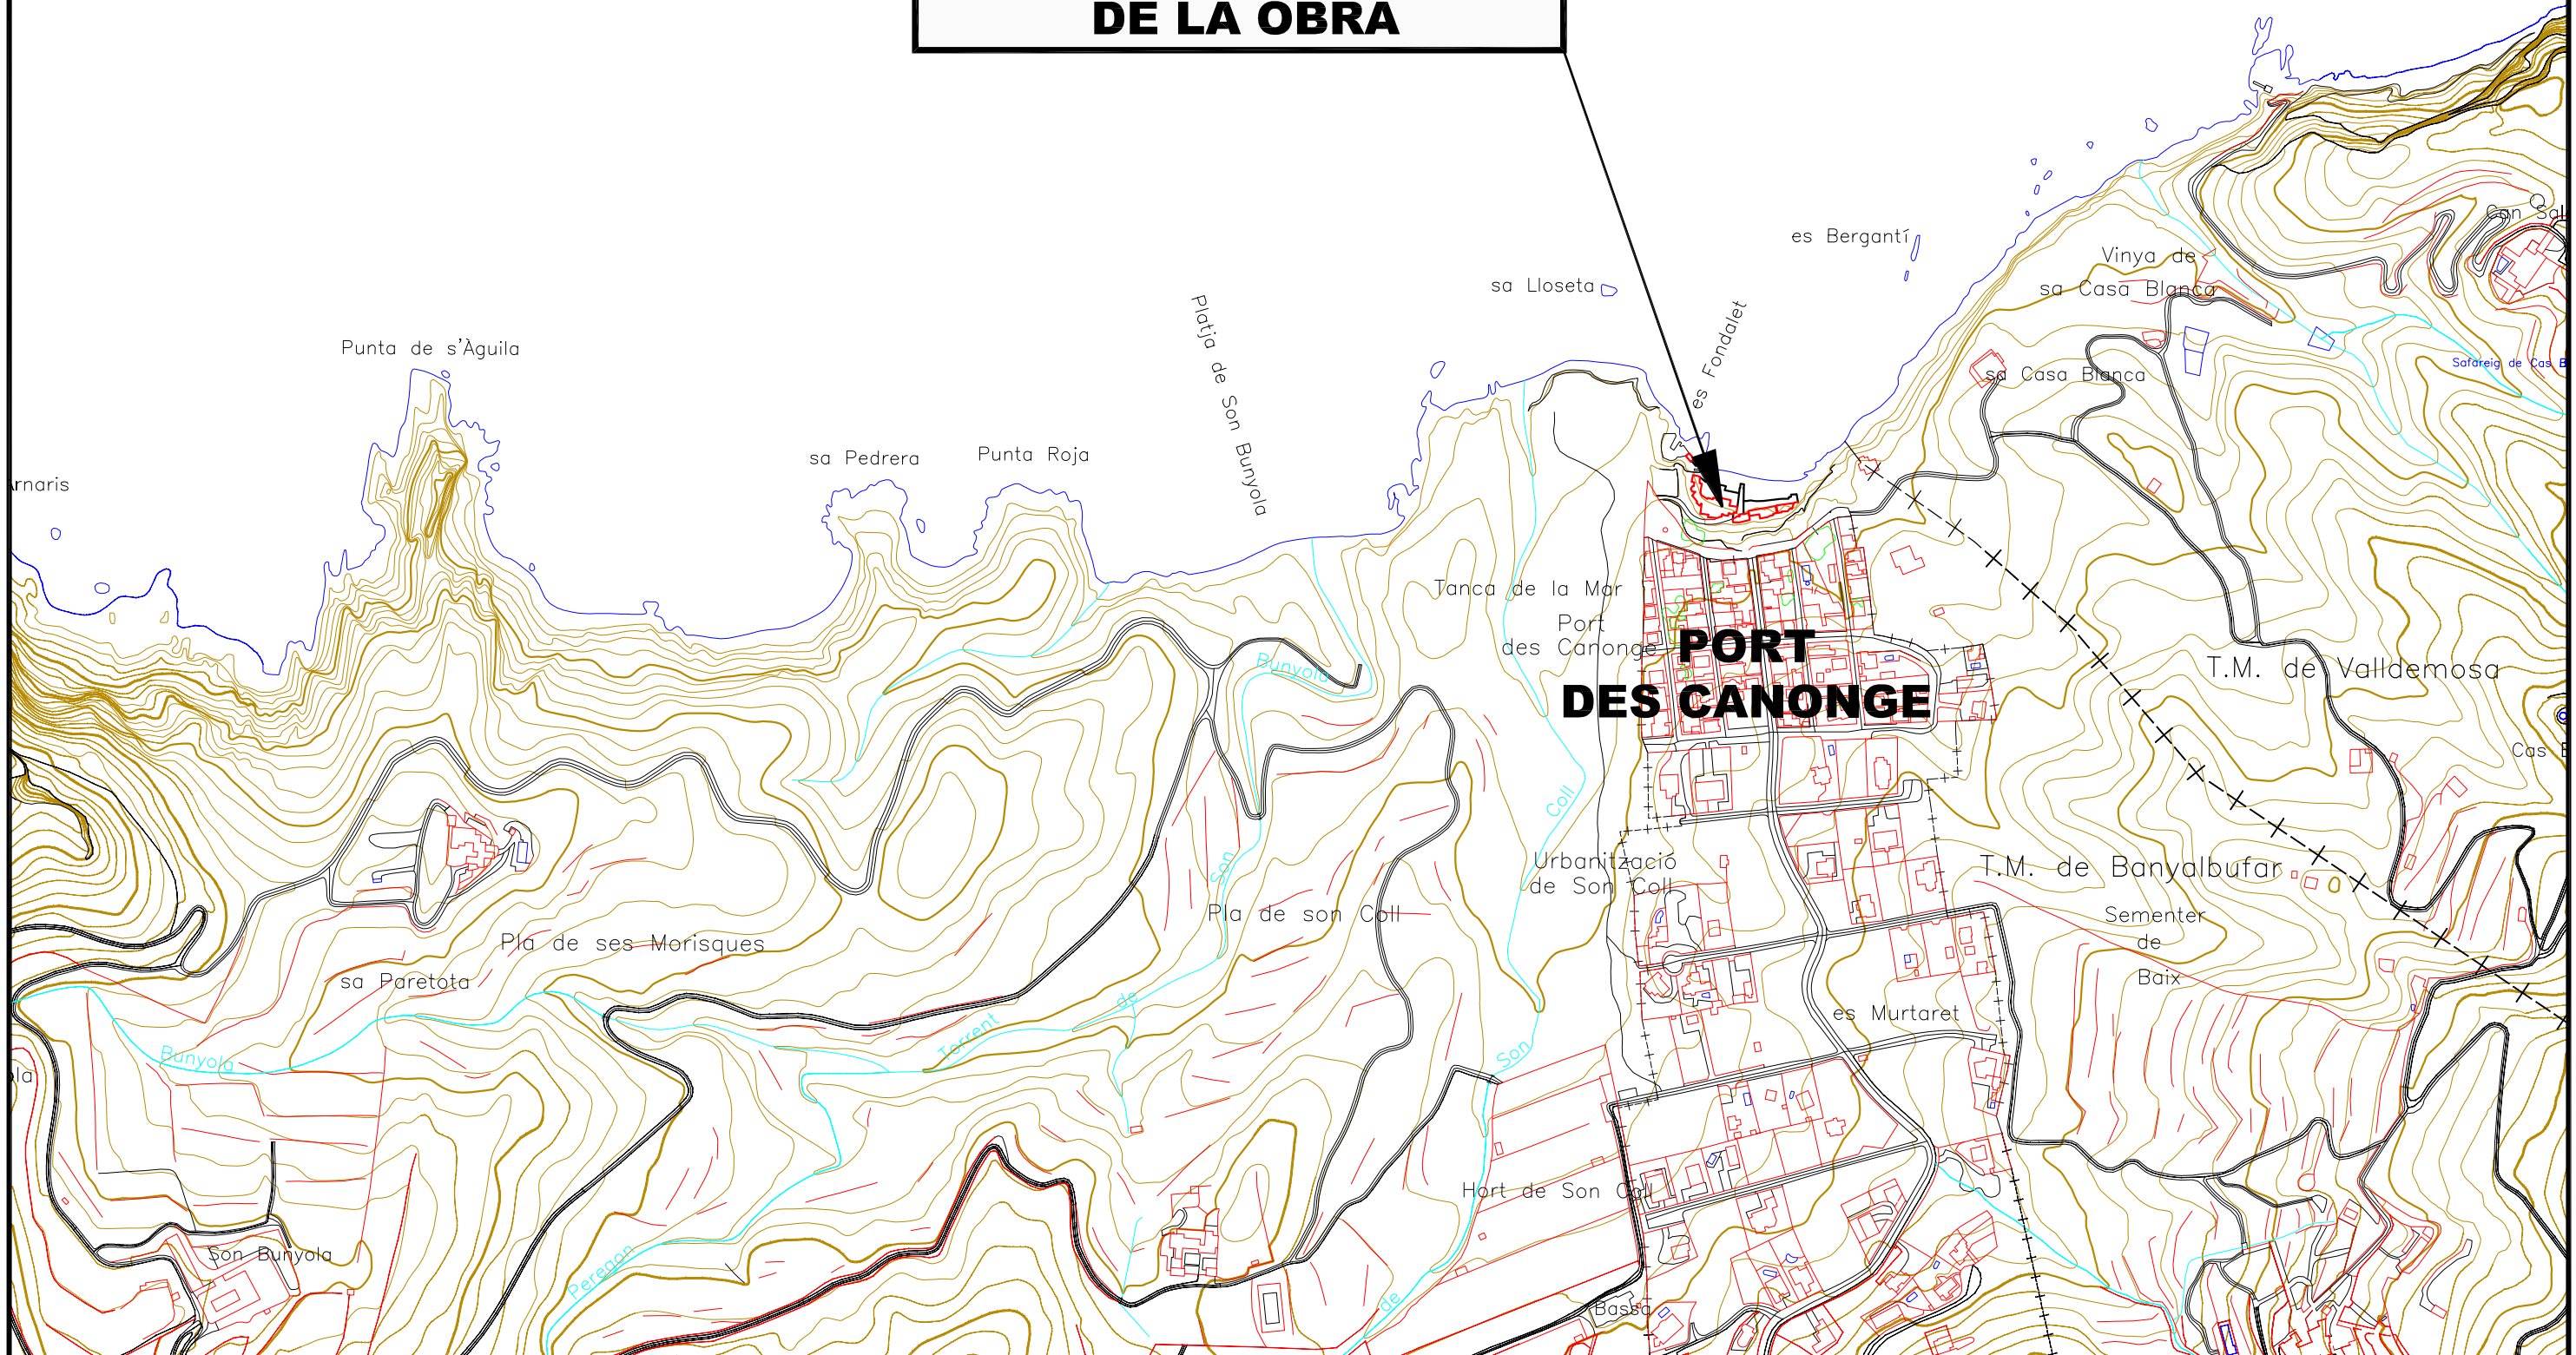 DE LA OBRA
Can
es Bergantí
Vinya de
sa Casa Blanca
sa Lloseta
Platja de Son Bunyola
es Fondalet
Punta de s'Àguila
Safareig de Cas B
sa Casa Blanca
sa Pedrera
Punta Roja
rnaris
Tanca de la Mar
Port
des Canonge
PORT
DES CANONGE
Bunyola
T.M. de Valldemosa
Cas
Coll
Son
Urbanització
de Son Coll
T.M. de Banyalbufar
Pla de son Coll
Sementer
de
Baix
Pla de ses Morisques
sa Paretota
de
es Murtaret
Torrent
Bunyola
Son
ola
Hort de Son Coll
Son Bunyola
Peregon
de
Bassa